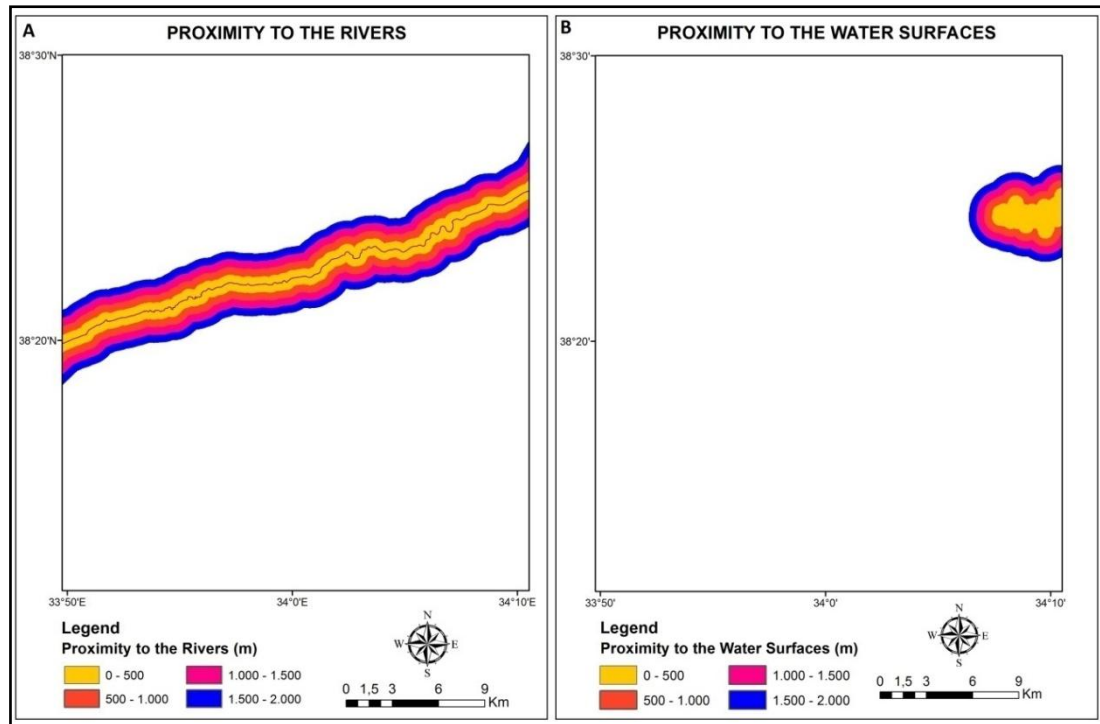 A
PROXIMITY TO THE RIVERS
38°30'N
38°20'N
33°50'E
34°0'E
34°10'E
Legend
Proximity to the Rivers (m)
0 - 500
500 - 1.000
1.000 - 1.500
1.500 - 2.000
N
W
E
S
0 1,5 3 6 9
Km
B
PROXIMITY TO THE WATER SURFACES
38°30'
38°20'
33°50'
34°0'
34°10'
Legend
Proximity to the Water Surfaces (m)
0 - 500
500 - 1.000
1.000 - 1.500
1.500 - 2.000
N
W
E
S
0 1,5 3 6 9
Km